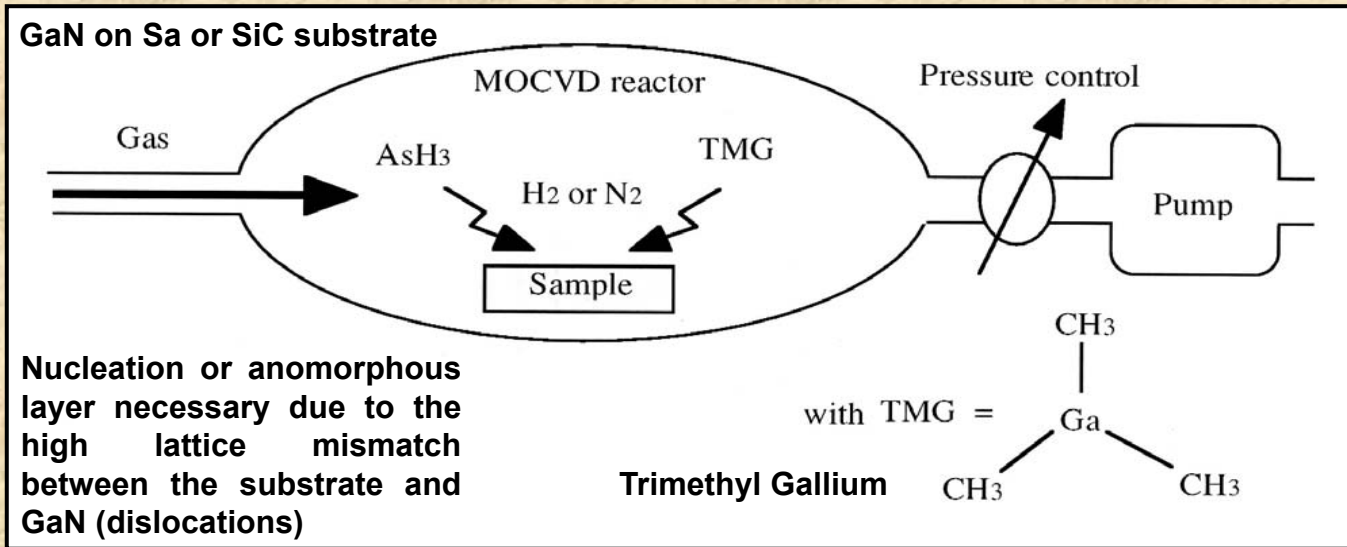 GaN on Sa or SiC substrate
MOCVD reactor
Pressure control
Gas
AsH3
TMG
H2 or N2
Pump
Sample
CH3
Nucleation or anomorphous
layer necessary due to the
high lattice mismatch
between the substrate and
GaN (dislocations)
with TMG =
Ga
Trimethyl Gallium
CH3
CH3